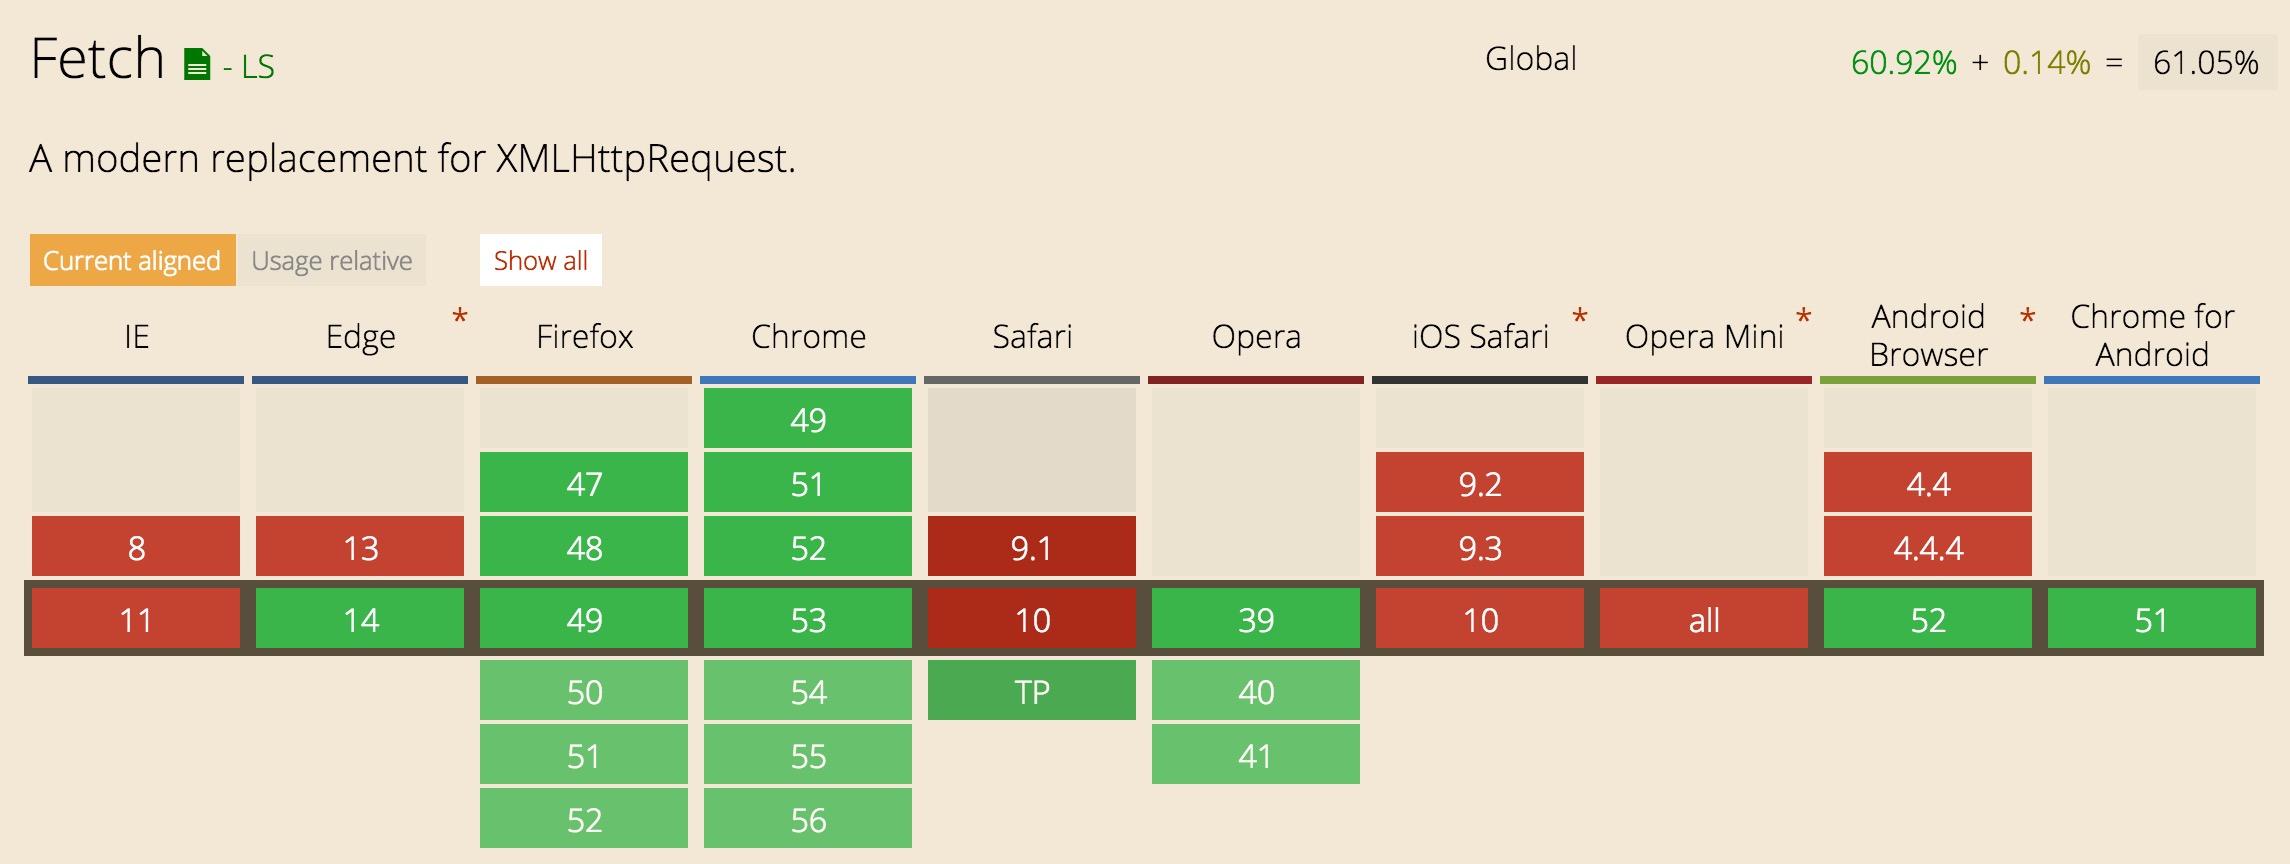 Fetch - LS
Global
60.92% + 0.14% = 61.05%
A modern replacement for XMLHttpRequest.
Current aligned Usage relative Show all
IE Edge * Firefox Chrome Safari Opera iOS Safari * Opera Mini * Android Browser * Chrome for Android
49
47 51 9.2 4.4
8 13 48 52 9.1 9.3 4.4.4
11 14 49 53 10 39 10 all 52 51
50 54 TP 40
51 55 41
52 56